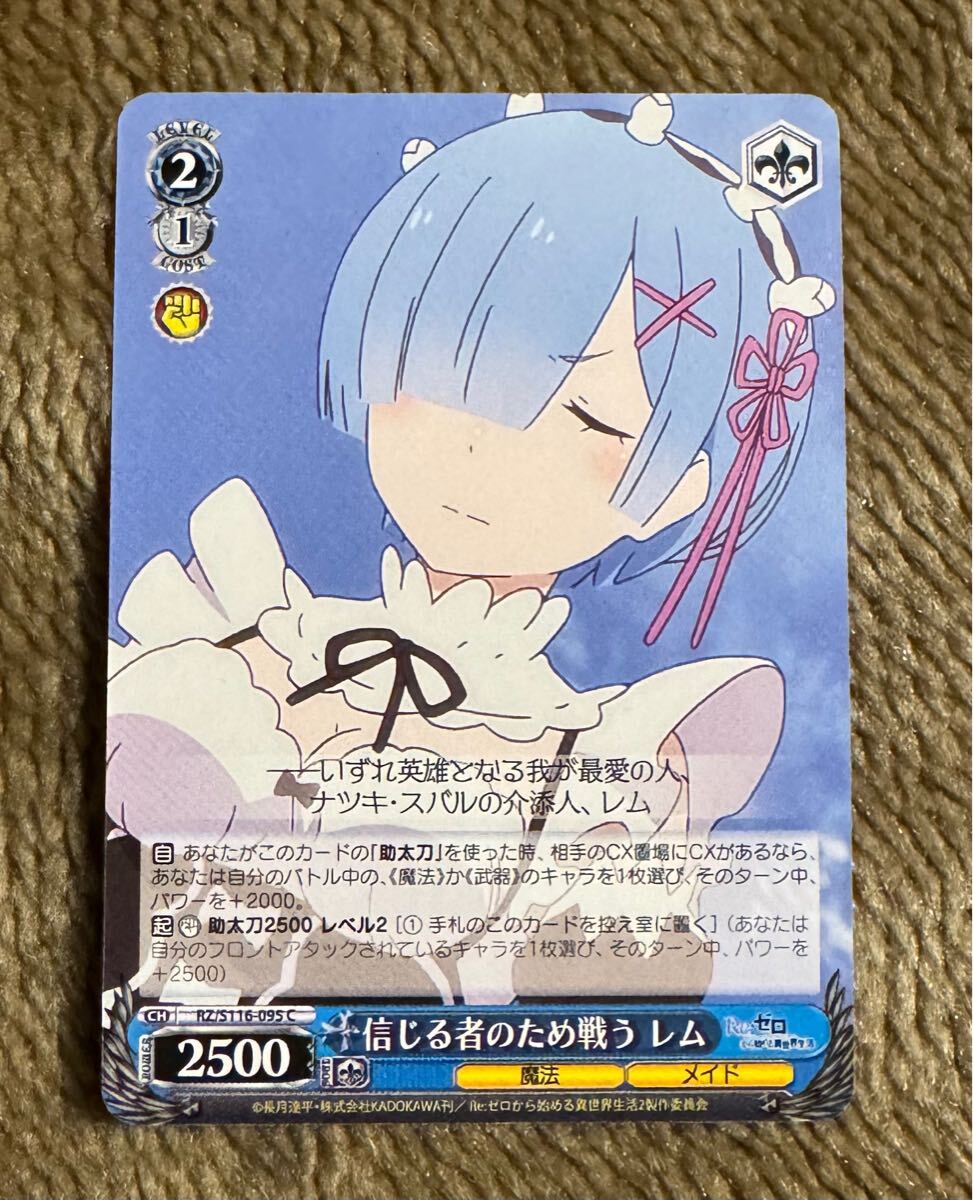 LEVEL
2
1
COST
——いずれ英雄となる我が最愛の人、
ナツキ・スバルの介添人、レム
自 あなたがこのカードの「助太刀」を使った時、相手のCX置場にCXがあるなら、
あなたは自分のバトル中の、《魔法》か《武器》のキャラを1枚選び、そのターン中、
パワーを+2000。
起 助太刀2500 レベル2 [① 手札のこのカードを控え室に置く] (あなたは
自分のフロントアタックされているキャラを1枚選び、そのターン中、パワーを
+2500)
CH RZ/S116-095 C
信じる者のため戦う レム
Re:ゼロ
から始める異世界生活
POWER
2500
SOUL
魔法 メイド
©長月達平・株式会社KADOKAWA刊／Re:ゼロから始める異世界生活2製作委員会